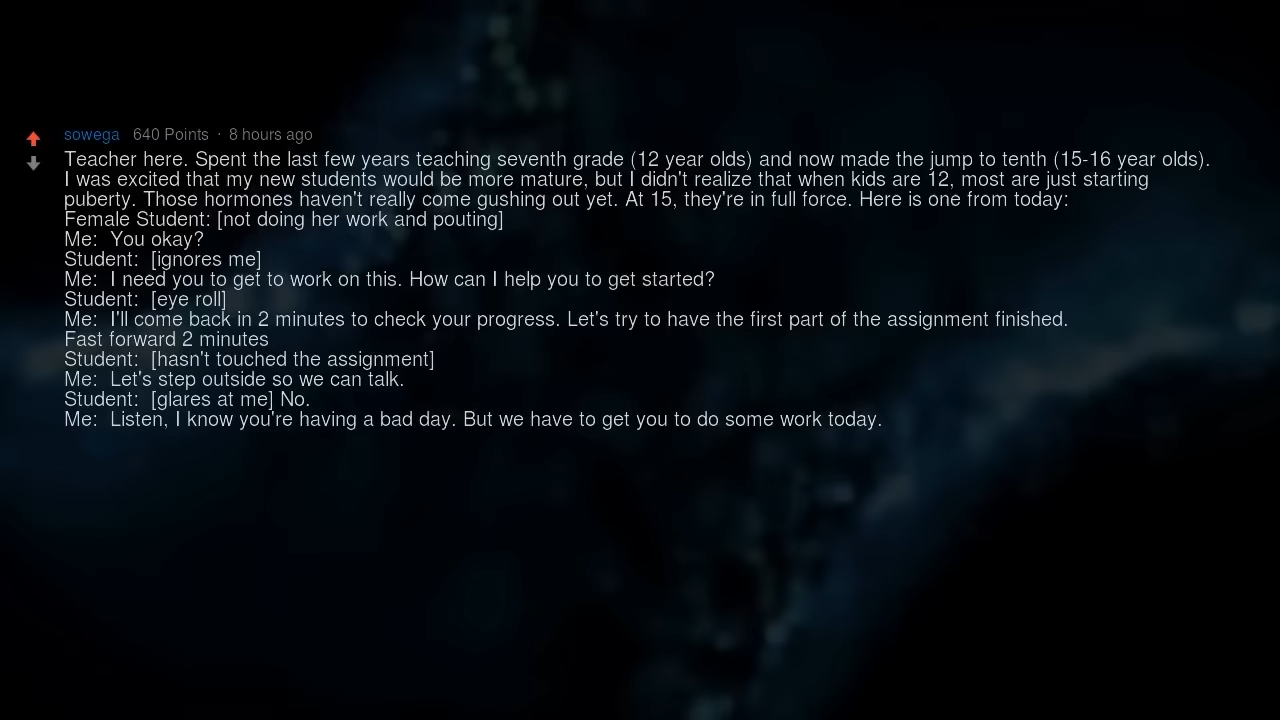 sowega 640 Points · 8 hours ago
Teacher here. Spent the last few years teaching seventh grade (12 year olds) and now made the jump to tenth (15-16 year olds).
I was excited that my new students would be more mature, but I didn't realize that when kids are 12, most are just starting
puberty. Those hormones haven't really come gushing out yet. At 15, they're in full force. Here is one from today:
Female Student: [not doing her work and pouting]
Me:  You okay?
Student:  [ignores me]
Me:  I need you to get to work on this. How can I help you to get started?
Student:  [eye roll]
Me:  I'll come back in 2 minutes to check your progress. Let's try to have the first part of the assignment finished.
Fast forward 2 minutes
Student:  [hasn't touched the assignment]
Me:  Let's step outside so we can talk.
Student:  [glares at me] No.
Me:  Listen, I know you're having a bad day. But we have to get you to do some work today.